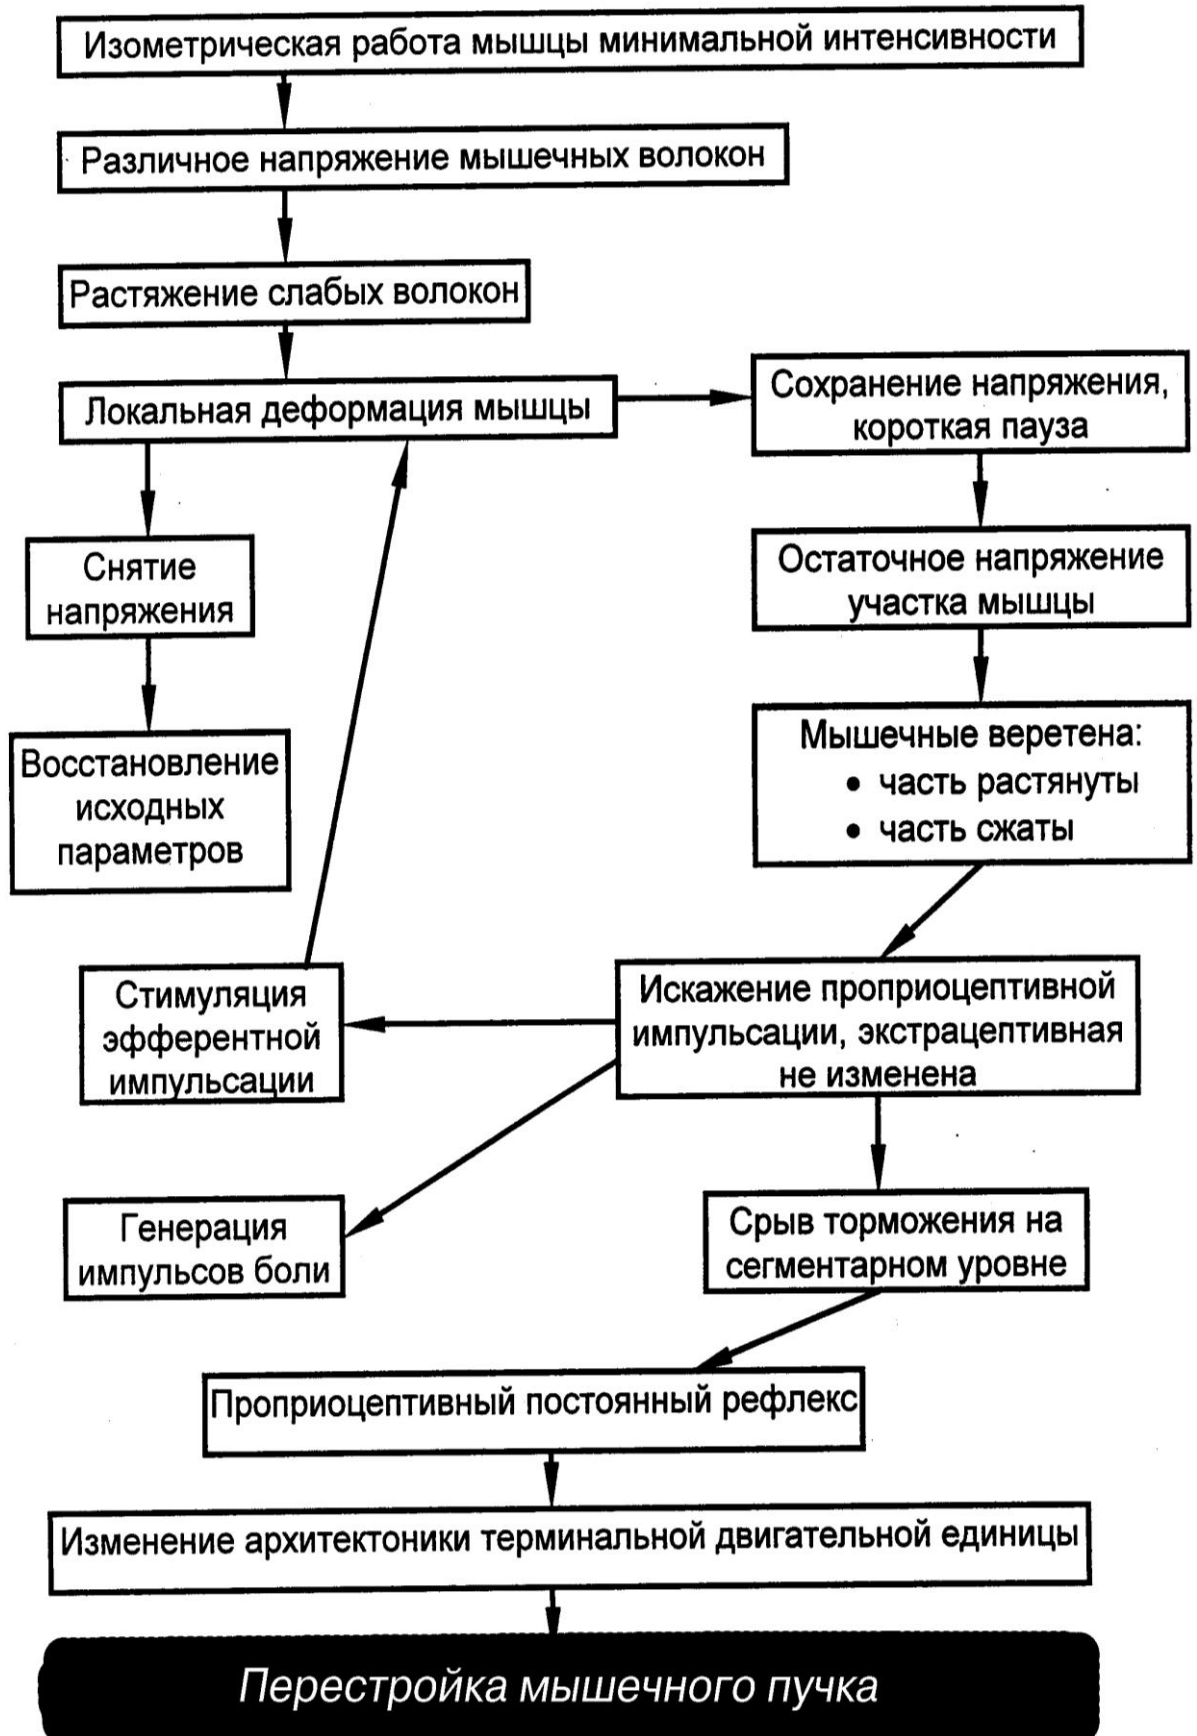 Изометрическая работа мышцы минимальной интенсивности
Различное напряжение мышечных волокон
Растяжение слабых волокон
Локальная деформация мышцы
Сохранение напряжения,
короткая пауза
Снятие
напряжения
Остаточное напряжение
участка мышцы
Восстановление
исходных
параметров
Мышечные веретена:
• часть растянуты
• часть сжаты
Стимуляция
эфферентной
импульсации
Искажение проприоцептивной
импульсации, экстрацептивная
не изменена
Генерация
импульсов боли
Срыв торможения на
сегментарном уровне
Проприоцептивный постоянный рефлекс
Изменение архитектоники терминальной двигательной единицы
Перестройка мышечного пучка